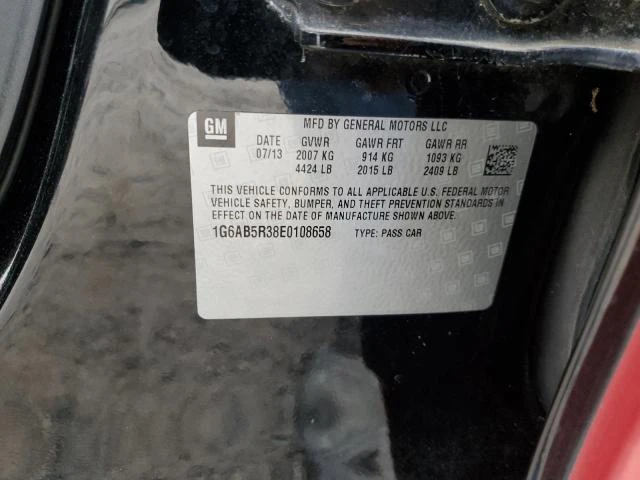 GM
MFD BY GENERAL MOTORS LLC
DATE GVWR GAWR FRT GAWR RR
07/13 2007 KG 914 KG 1093 KG
4424 LB 2015 LB 2409 LB
THIS VEHICLE CONFORMS TO ALL APPLICABLE U.S. FEDERAL MOTOR
VEHICLE SAFETY, BUMPER, AND THEFT PREVENTION STANDARDS IN
EFFECT ON THE DATE OF MANUFACTURE SHOWN ABOVE.
1G6AB5R38E0108658 TYPE: PASS CAR